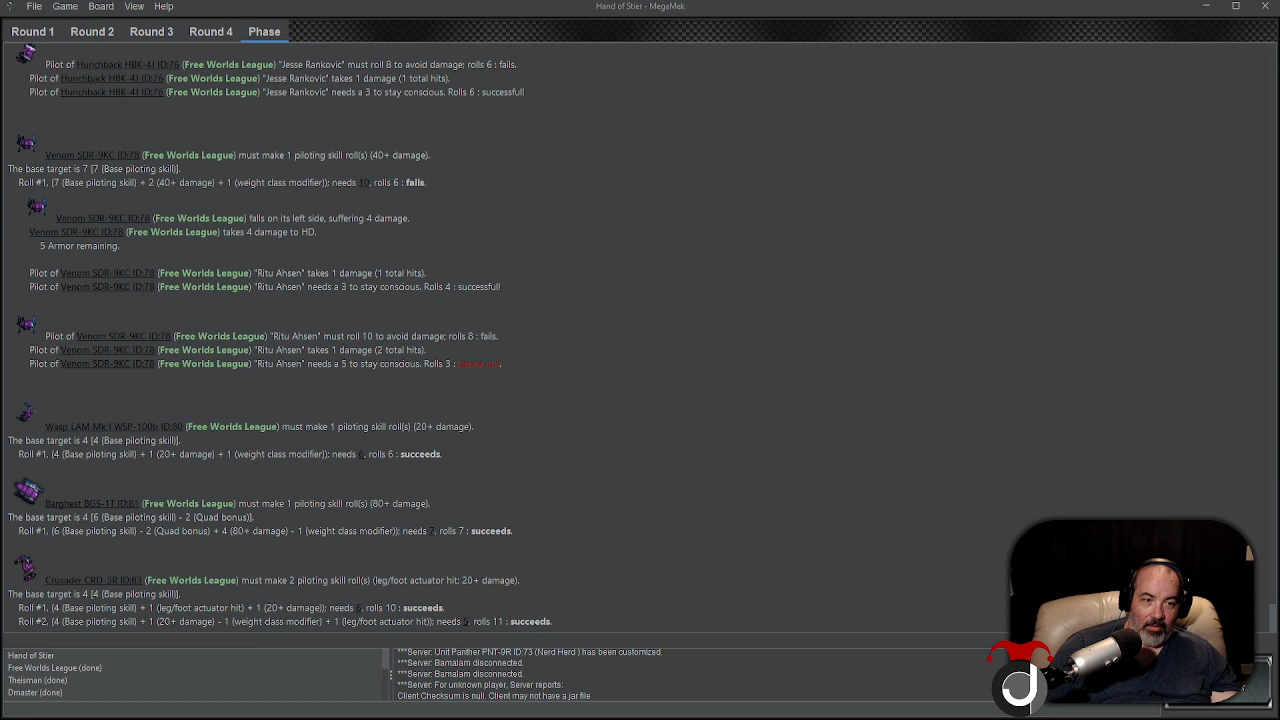 Hand of Stier - MegaMek
File Game Board View Help
Round 1 Round 2 Round 3 Round 4 Phase
Pilot of Hunchback HBK-4J ID:76 (Free Worlds League) "Jesse Rankovic" must roll 8 to avoid damage; rolls 6 : fails.
Pilot of Hunchback HBK-4J ID:76 (Free Worlds League) "Jesse Rankovic" takes 1 damage (1 total hits).
Pilot of Hunchback HBK-4J ID:76 (Free Worlds League) "Jesse Rankovic" needs a 3 to stay conscious. Rolls 6 : successful!
Venom SDR-9KC ID:78 (Free Worlds League) must make 1 piloting skill roll(s) (40+ damage).
The base target is 7 [7 (Base piloting skill)].
Roll #1, (7 (Base piloting skill) + 2 (40+ damage) + 1 (weight class modifier)); needs 10, rolls 6 : falls.
Venom SDR-9KC ID:78 (Free Worlds League) falls on its left side, suffering 4 damage.
Venom SDR-9KC ID:78 (Free Worlds League) takes 4 damage to HD.
5 Armor remaining.
Pilot of Venom SDR-9KC ID:78 (Free Worlds League) "Ritu Ahsen" takes 1 damage (1 total hits).
Pilot of Venom SDR-9KC ID:78 (Free Worlds League) "Ritu Ahsen" needs a 3 to stay conscious. Rolls 4 : successful!
Pilot of Venom SDR-9KC ID:78 (Free Worlds League) "Ritu Ahsen" must roll 10 to avoid damage; rolls 8 : fails.
Pilot of Venom SDR-9KC ID:78 (Free Worlds League) "Ritu Ahsen" takes 1 damage (2 total hits).
Pilot of Venom SDR-9KC ID:78 (Free Worlds League) "Ritu Ahsen" needs a 5 to stay conscious. Rolls 3 :
Wasp LAM Mk I WSP-100b ID:80 (Free Worlds League) must make 1 piloting skill roll(s) (20+ damage).
The base target is 4 [4 (Base piloting skill)].
Roll #1, (4 (Base piloting skill) + 1 (20+ damage) + 1 (weight class modifier)); needs 6, rolls 6 : succeeds.
Barghest BGS-1T ID:81 (Free Worlds League) must make 1 piloting skill roll(s) (80+ damage).
The base target is 4 [6 (Base piloting skill) - 2 (Quad bonus)].
Roll #1, (6 (Base piloting skill) - 2 (Quad bonus) + 4 (80+ damage) - 1 (weight class modifier)); needs 7, rolls 7 : succeeds.
Crusader CRD-3R ID:83 (Free Worlds League) must make 2 piloting skill roll(s) (leg/foot actuator hit; 20+ damage).
The base target is 4 [4 (Base piloting skill)].
Roll #1, (4 (Base piloting skill) + 1 (leg/foot actuator hit) + 1 (20+ damage)); needs 6, rolls 10 : succeeds.
Roll #2, (4 (Base piloting skill) + 1 (20+ damage) - 1 (weight class modifier) + 1 (leg/foot actuator hit)); needs 5, rolls 11 : succeeds.
Hand of Stier
Free Worlds League (done)
Theisman (done)
Dmaster (done)
***Server: Unit Panther PNT-9R ID:73 (Nerd Herd ) has been customized.
***Server: Bamalam disconnected.
***Server: Bamalam disconnected.
***Server: For unknown player, Server reports:
Client Checksum is null. Client may not have a jar file